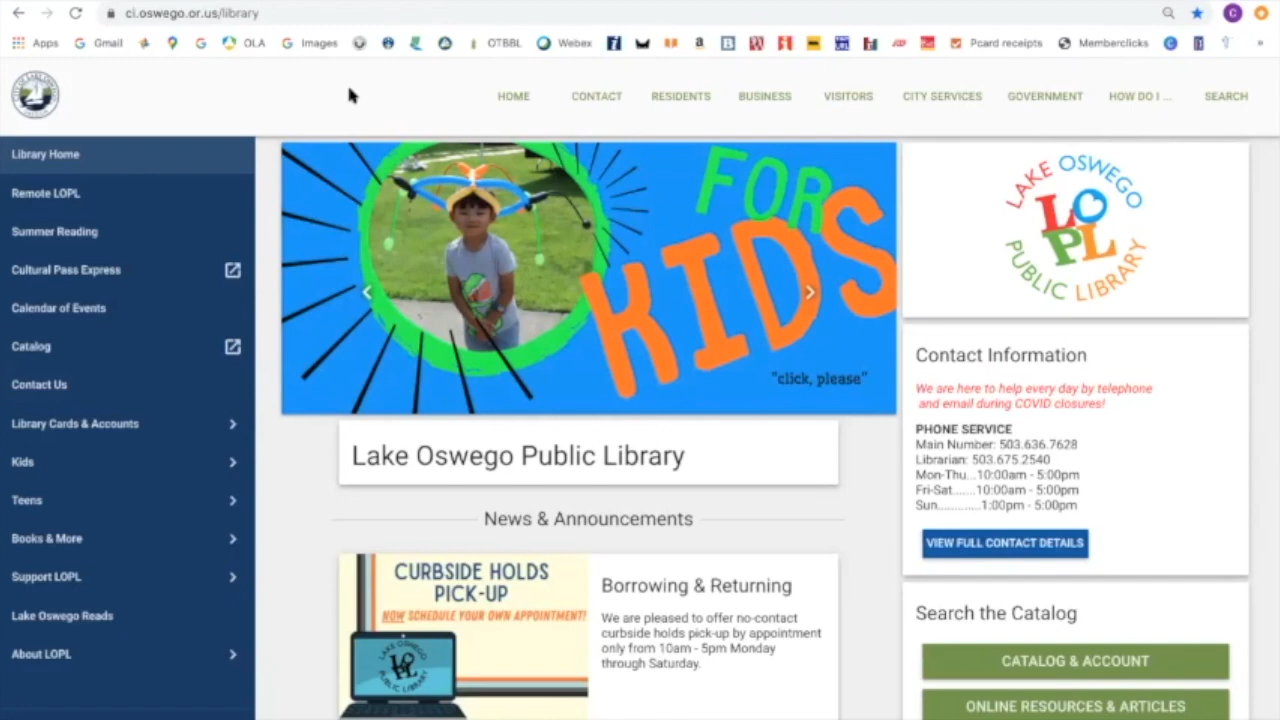 ci.oswego.or.us/library
Apps
Gmail
OLA
Images
OTBBL
Webex
Pcard receipts
Memberclicks
HOME
CONTACT
RESIDENTS
BUSINESS
VISITORS
CITY SERVICES
GOVERNMENT
HOW DO I ...
SEARCH
Library Home
Remote LOPL
Summer Reading
Cultural Pass Express
Calendar of Events
Catalog
Contact Us
Library Cards & Accounts
Kids
Teens
Books & More
Support LOPL
Lake Oswego Reads
About LOPL
FOR
KIDS
"click, please"
Lake Oswego Public Library
News & Announcements
CURBSIDE HOLDS
PICK-UP
NOW SCHEDULE YOUR OWN APPOINTMENT!
LAKE OSWEGO
LOPL
PUBLIC LIBRARY
Borrowing & Returning
We are pleased to offer no-contact
curbside holds pick-up by appointment
only from 10am - 5pm Monday
through Saturday.
LAKE OSWEGO
LO
PL
PUBLIC LIBRARY
Contact Information
We are here to help every day by telephone
and email during COVID closures!
PHONE SERVICE
Main Number: 503.636.7628
Librarian: 503.675.2540
Mon-Thu...10:00am - 5:00pm
Fri-Sat.......10:00am - 5:00pm
Sun.............1:00pm - 5:00pm
VIEW FULL CONTACT DETAILS
Search the Catalog
CATALOG & ACCOUNT
ONLINE RESOURCES & ARTICLES